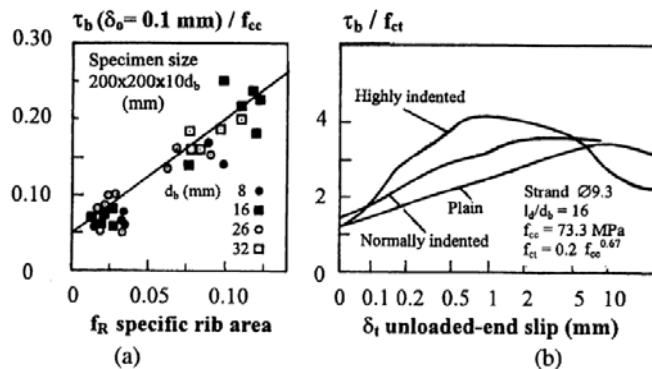 τb (δo= 0.1 mm) / fcc
0.30
Specimen size
200x200x10db
(mm)
0.20
0.10
db (mm)
8
16
26
32
0
0
0.05
0.10
fR specific rib area
(a)
τb / fct
Highly indented
4
2
Plain
Normally indented
Strand Ø9.3
ld/db = 16
fcc = 73.3 MPa
fct = 0.2 fcc^0.67
0
0
0.1
0.2
0.5
1
2
5
10
δf unloaded-end slip (mm)
(b)